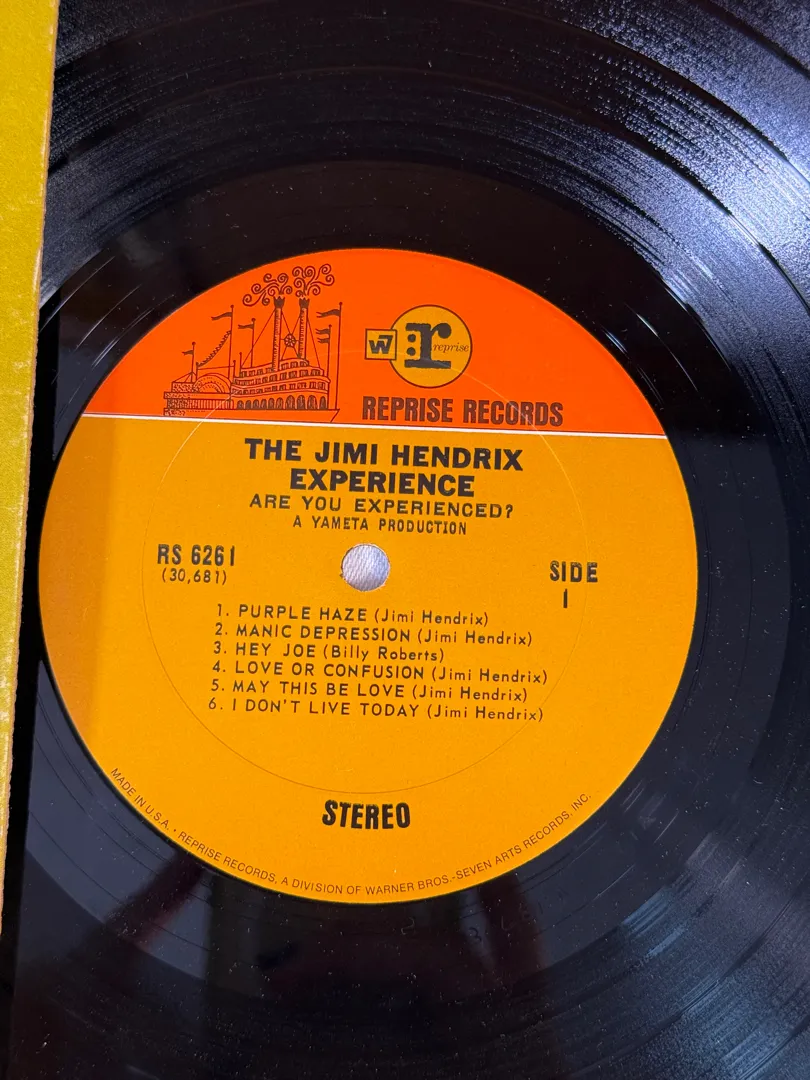 W7
r: reprise
REPRISE RECORDS
THE JIMI HENDRIX
EXPERIENCE
ARE YOU EXPERIENCED?
A YAMETA PRODUCTION
RS 6261
(30,681)
SIDE
1
1. PURPLE HAZE (Jimi Hendrix)
2. MANIC DEPRESSION (Jimi Hendrix)
3. HEY JOE (Billy Roberts)
4. LOVE OR CONFUSION (Jimi Hendrix)
5. MAY THIS BE LOVE (Jimi Hendrix)
6. I DON'T LIVE TODAY (Jimi Hendrix)
STEREO
MADE IN U.S.A. • REPRISE RECORDS, A DIVISION OF WARNER BROS.-SEVEN ARTS RECORDS, INC.